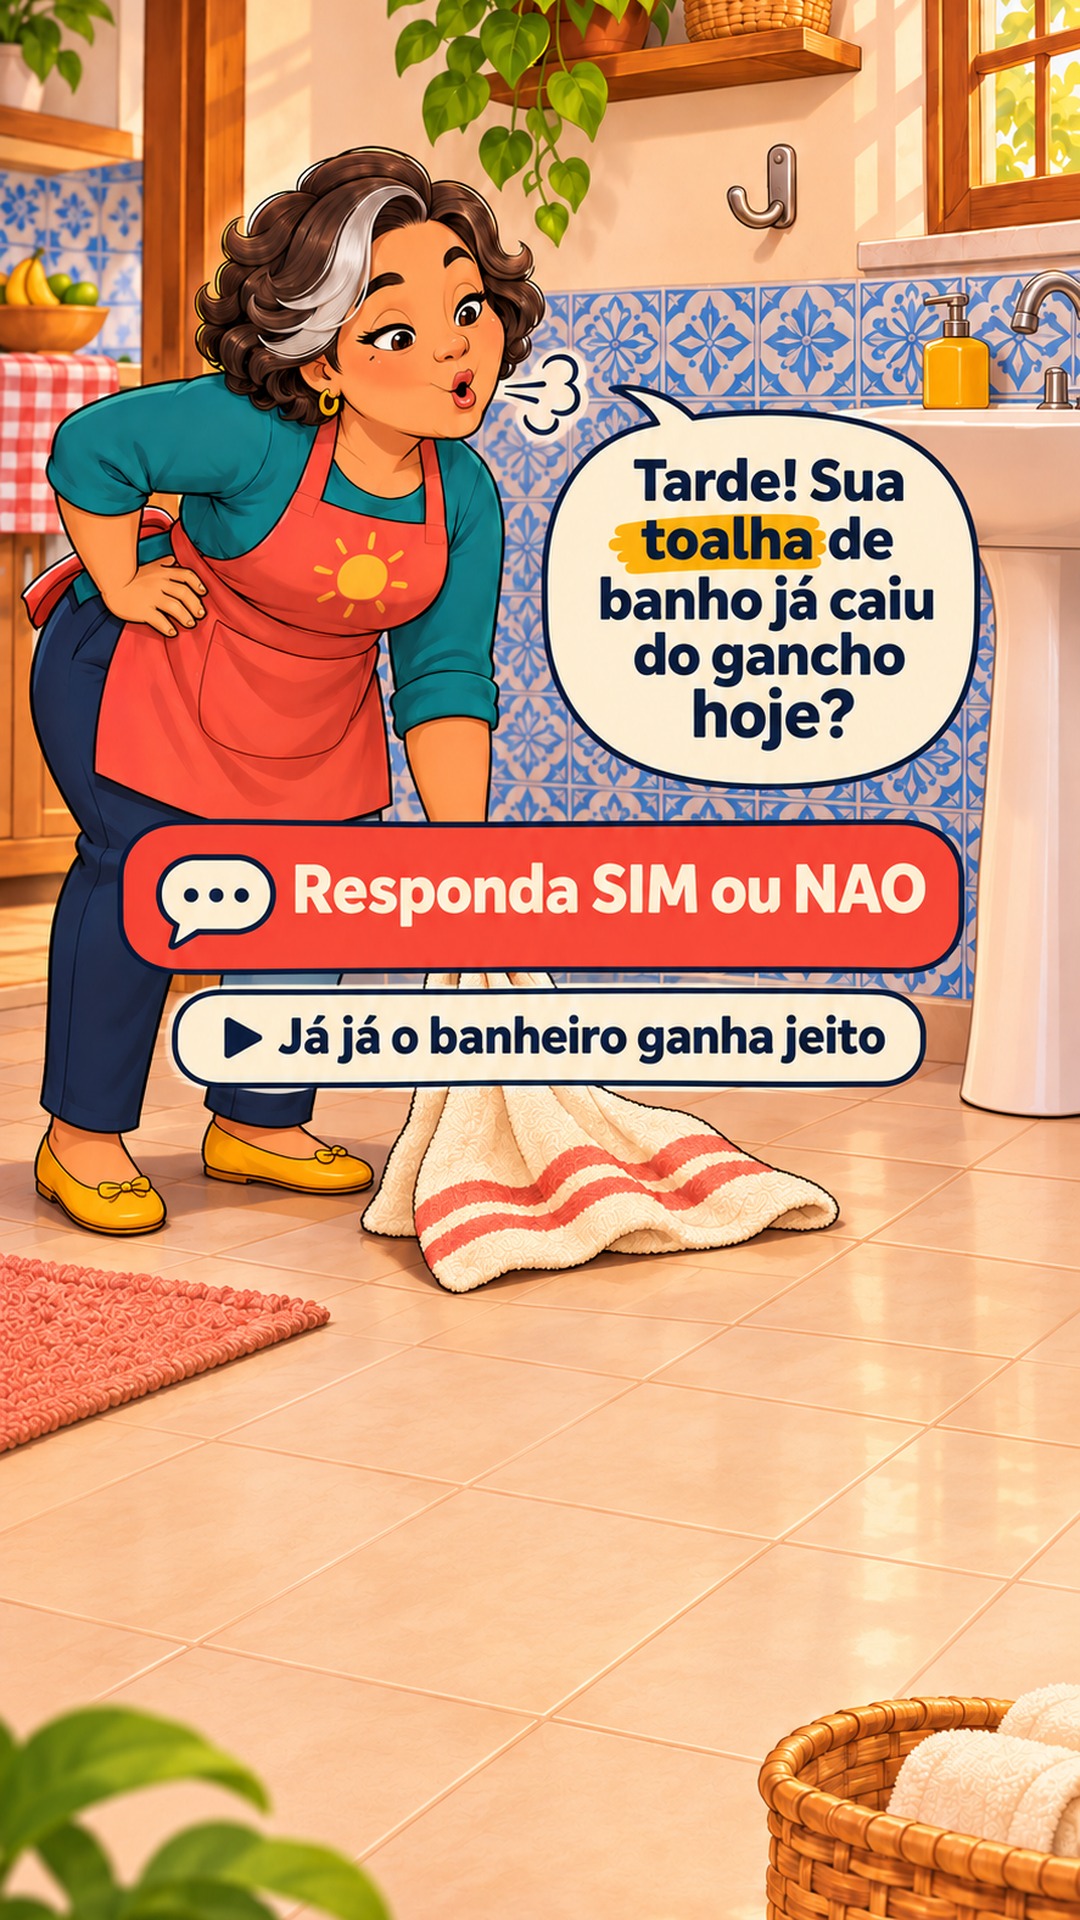 Tarde! Sua
toalha de
banho já caiu
do gancho
hoje?
Responda SIM ou NAO
Já já o banheiro ganha jeito